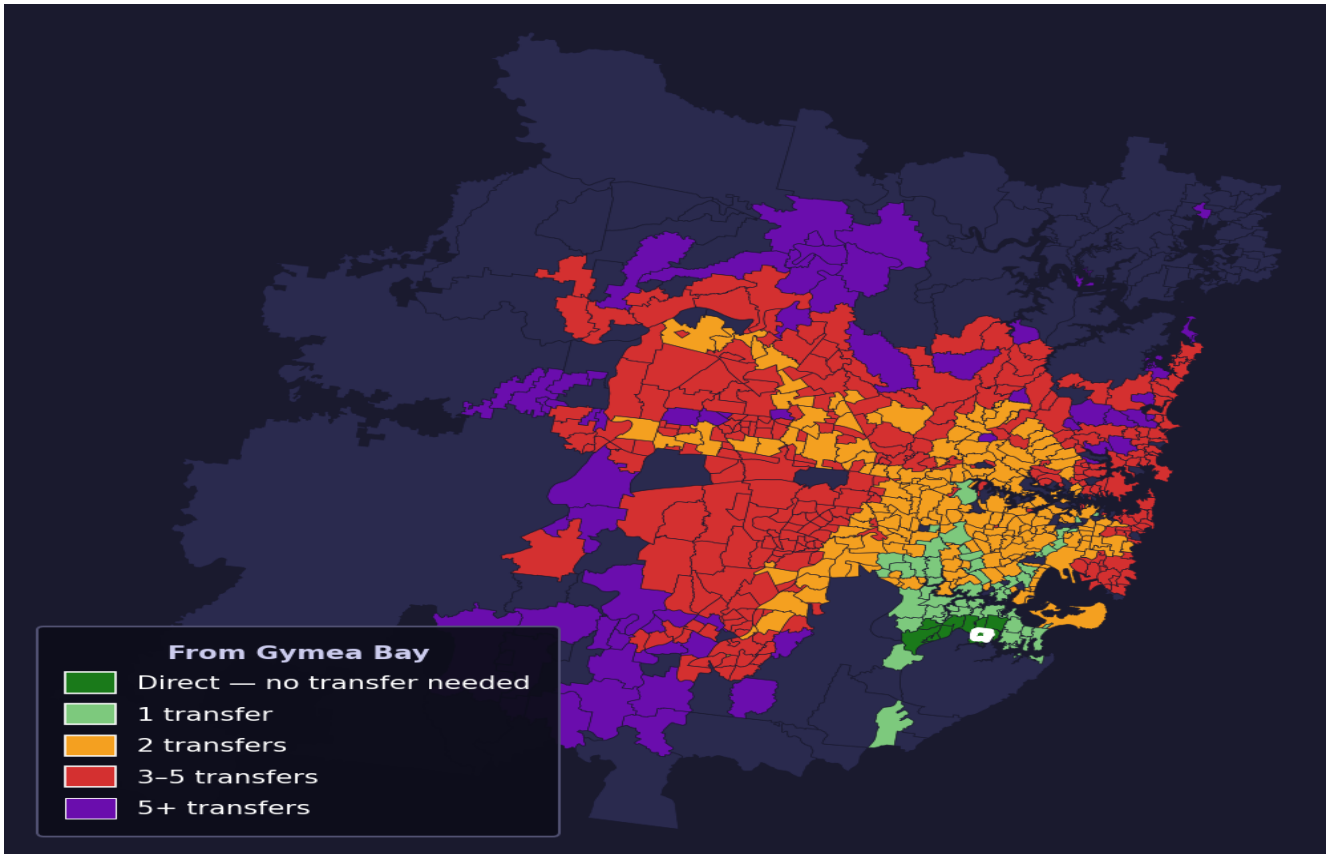 From Gymea Bay
Direct — no transfer needed
1 transfer
2 transfers
3–5 transfers
5+ transfers